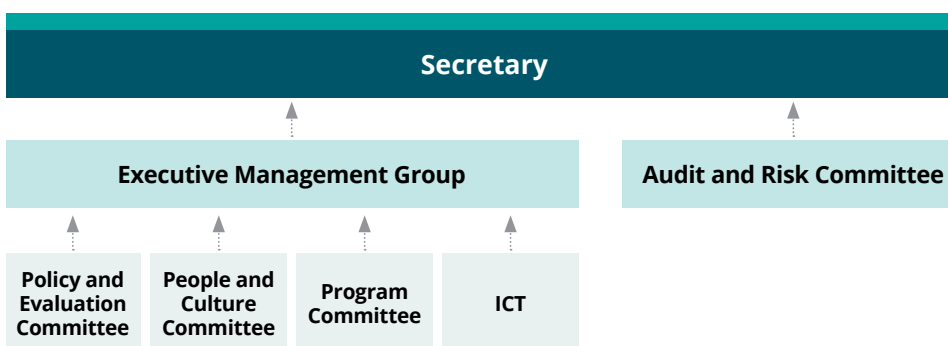 Secretary
Executive Management Group
Audit and Risk Committee
Policy and
Evaluation
Committee
People and
Culture
Committee
Program
Committee
ICT